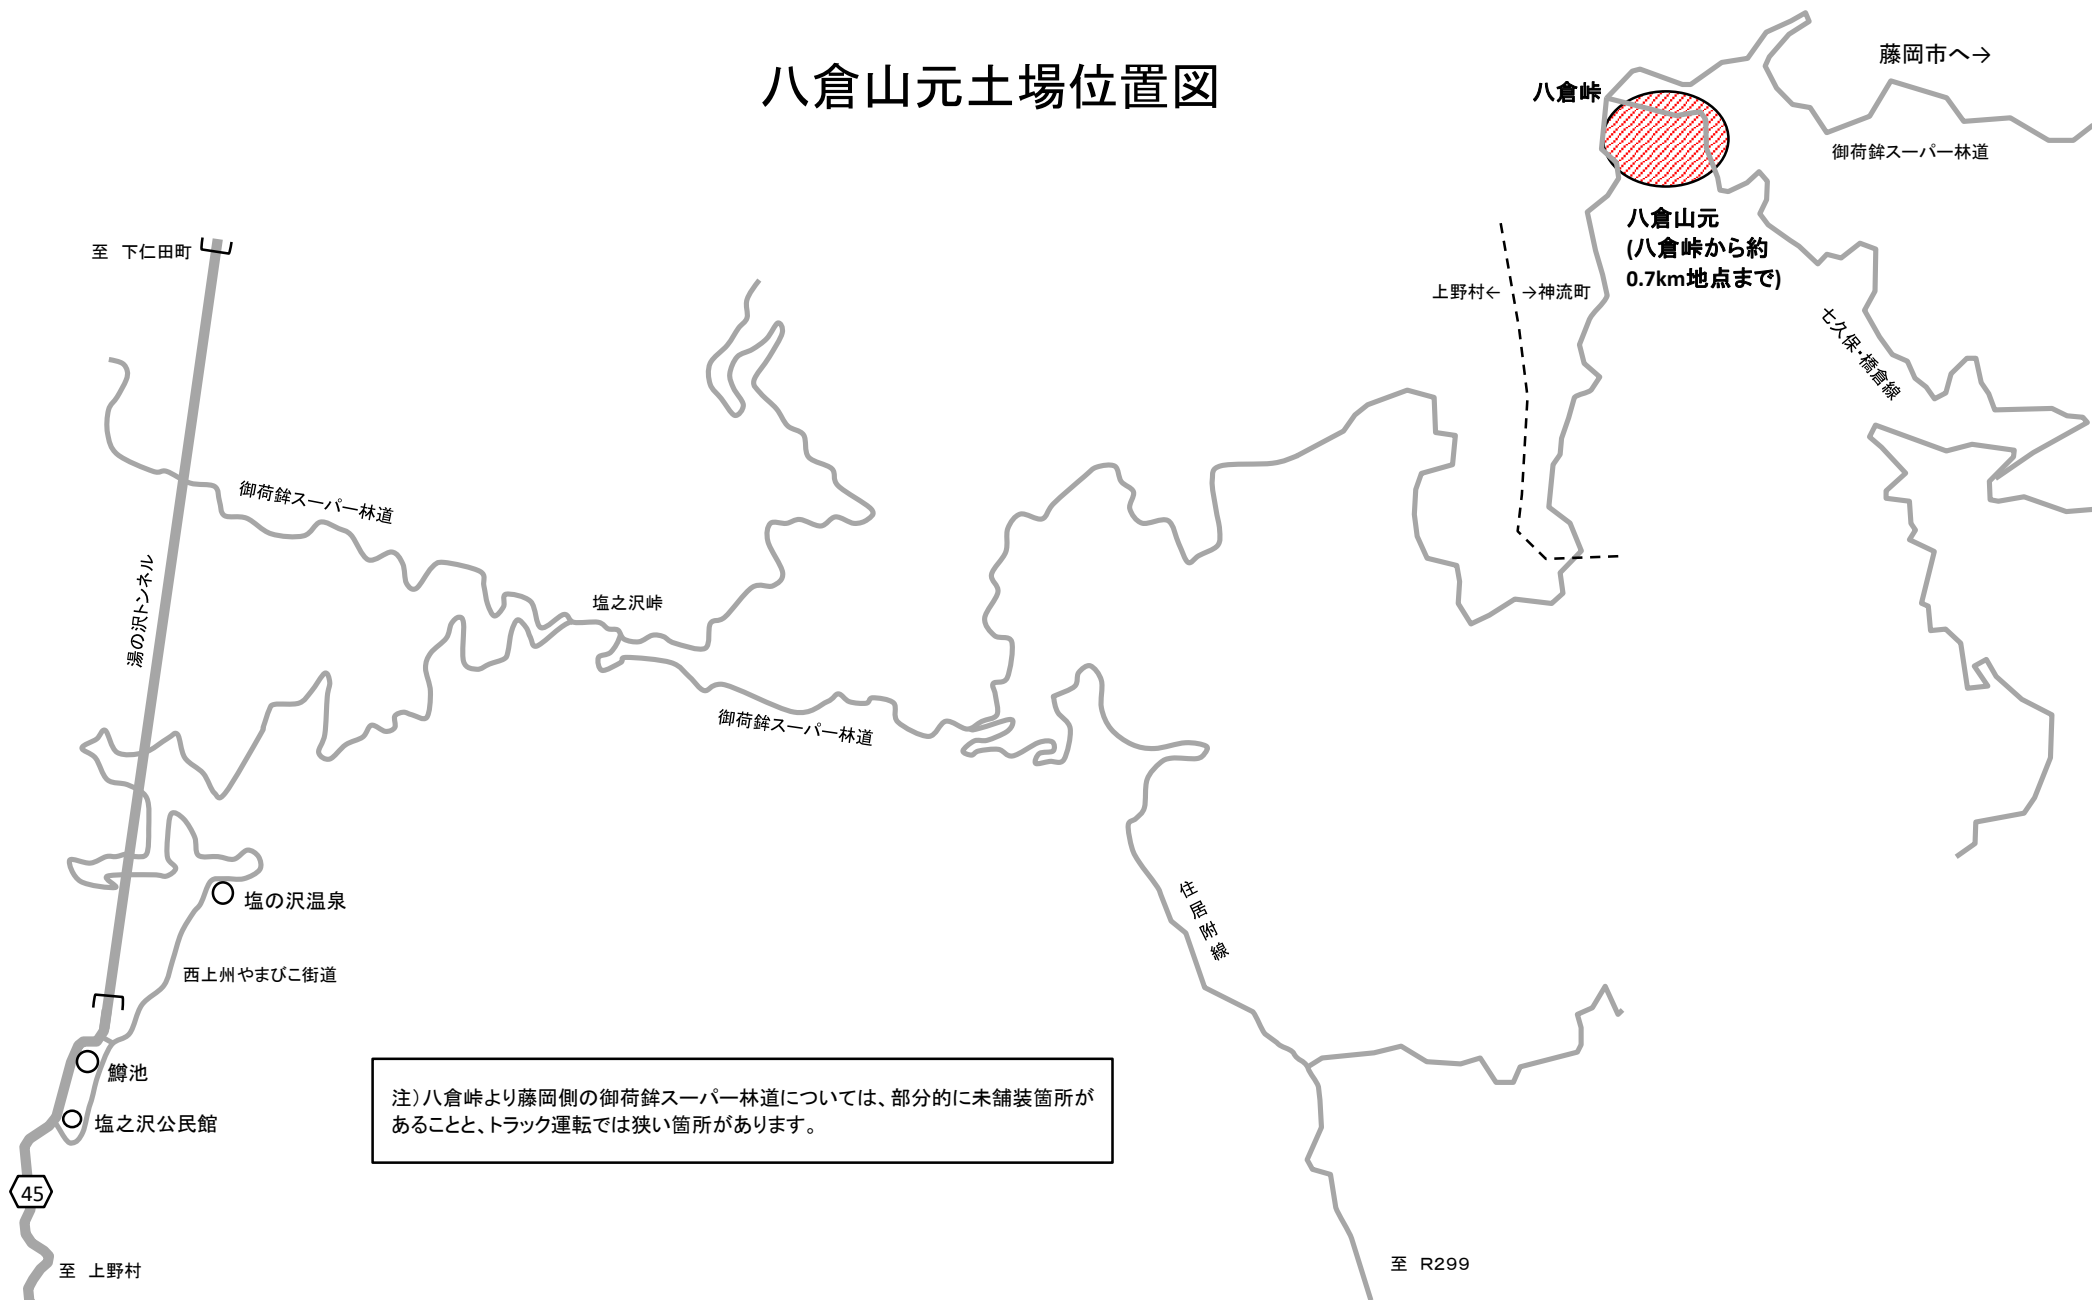 八倉山元土場位置図
藤岡市へ→
八倉峠
御荷鉾スーパー林道
八倉山元
(八倉峠から約
0.7km地点まで)
至　下仁田町
上野村←　→神流町
七久保・橋倉線
御荷鉾スーパー林道
湯の沢トンネル
塩之沢峠
御荷鉾スーパー林道
塩の沢温泉
住居附線
西上州やまびこ街道
鱒池
注）八倉峠より藤岡側の御荷鉾スーパー林道については、部分的に未舗装箇所が
あることと、トラック運転では狭い箇所があります。
塩之沢公民館
45
至　上野村
至　R299